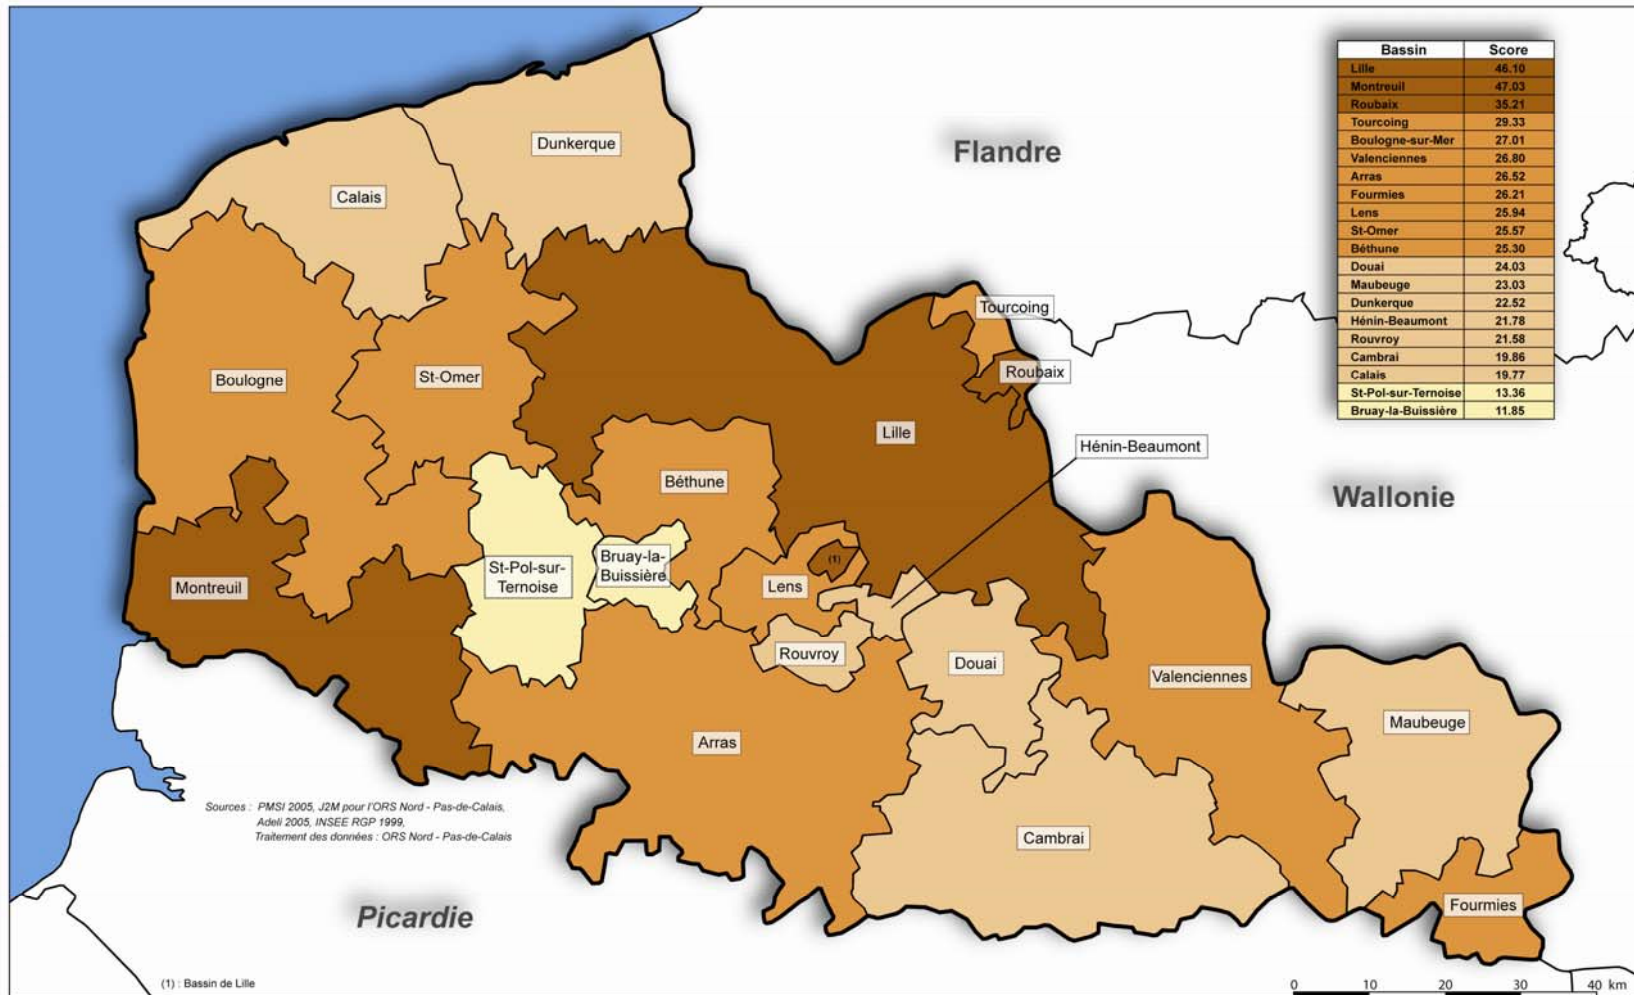 Bassin Score
Lille 46.10
Montreuil 47.03
Roubaix 35.21
Tourcoing 29.33
Boulogne-sur-Mer 27.01
Valenciennes 26.80
Arras 26.52
Fourmies 26.21
Lens 25.94
St-Omer 25.57
Béthune 25.30
Douai 24.03
Maubeuge 23.03
Dunkerque 22.52
Hénin-Beaumont 21.78
Rouvroy 21.58
Cambrai 19.86
Calais 19.77
St-Pol-sur-Ternoise 13.36
Bruay-la-Buissière 11.85
Dunkerque
Flandre
Calais
Tourcoing
Roubaix
Boulogne
St-Omer
Lille
Hénin-Beaumont
Béthune
Wallonie
Bruay-la-
Buissière
St-Pol-sur-
Ternoise
(1)
Montreuil
Lens
Rouvroy
Douai
Valenciennes
Maubeuge
Arras
Sources : PMSI 2005, J2M pour l'ORS Nord - Pas-de-Calais,
Adeli 2005, INSEE RGP 1999,
Traitement des données : ORS Nord - Pas-de-Calais
Cambrai
Fourmies
Picardie
(1) : Bassin de Lille
0 10 20 30 40 km